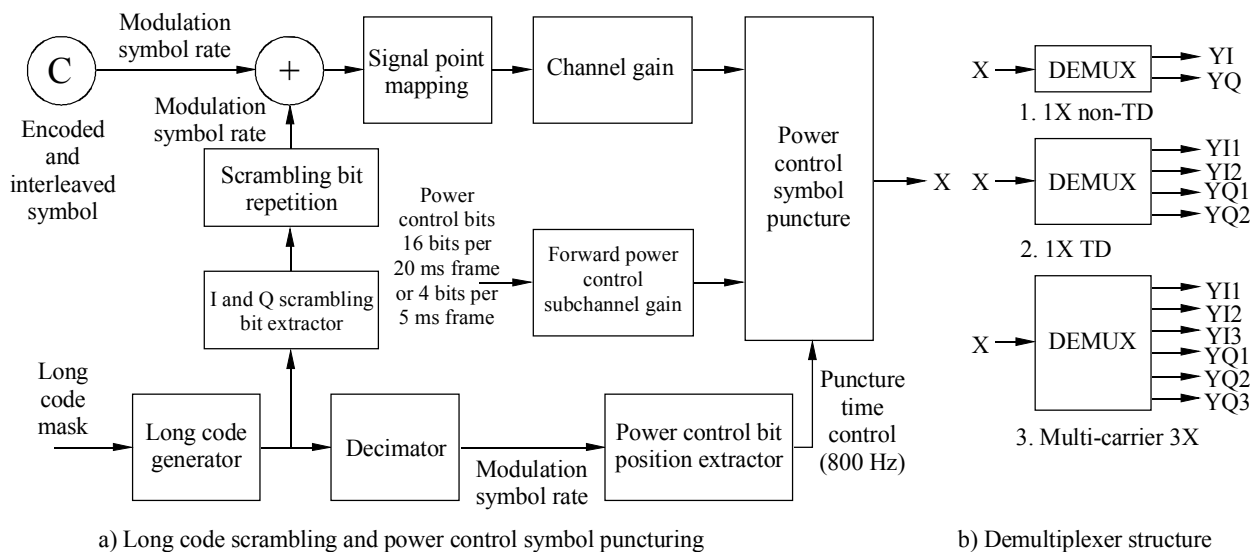 Modulation
symbol rate
C
+
Signal point
mapping
Channel gain
Modulation
symbol rate
Encoded
and
interleaved
symbol
Scrambling bit
repetition
Power
control bits
16 bits per
20 ms frame
or 4 bits per
5 ms frame
Forward power
control
subchannel gain
Power
control
symbol
puncture
X
I and Q scrambling
bit extractor
Long
code
mask
Long code
generator
Decimator
Modulation
symbol rate
Power control bit
position extractor
Puncture
time
control
(800 Hz)
a) Long code scrambling and power control symbol puncturing
X
DEMUX
YI
YQ
1. 1X non-TD
X
DEMUX
YI1
YI2
YQ1
YQ2
2. 1X TD
X
DEMUX
YI1
YI2
YI3
YQ1
YQ2
YQ3
3. Multi-carrier 3X
b) Demultiplexer structure